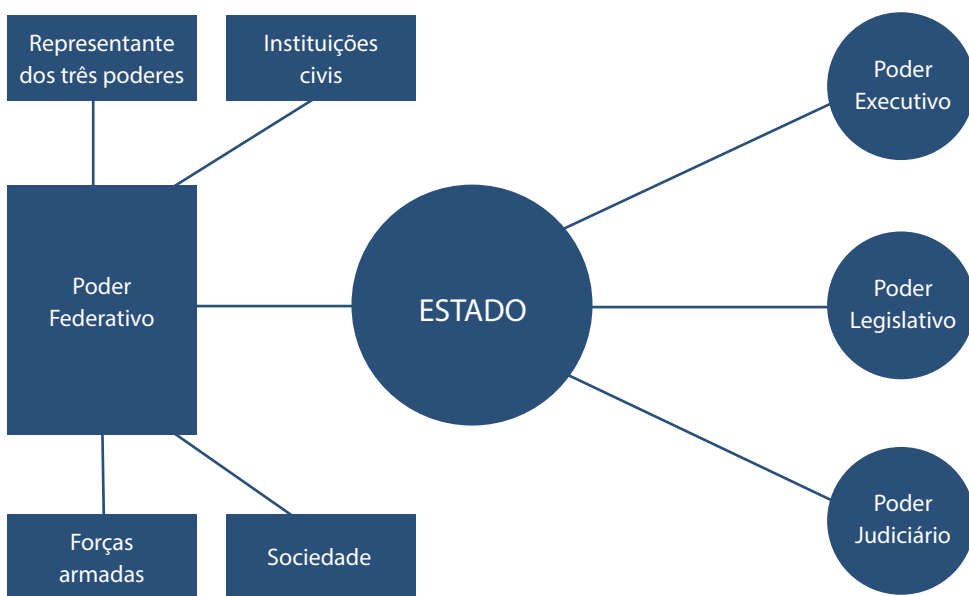 Representante
dos três poderes
Instituições
civis
Poder
Executivo
Poder
Federativo
ESTADO
Poder
Legislativo
Forças
armadas
Sociedade
Poder
Judiciário